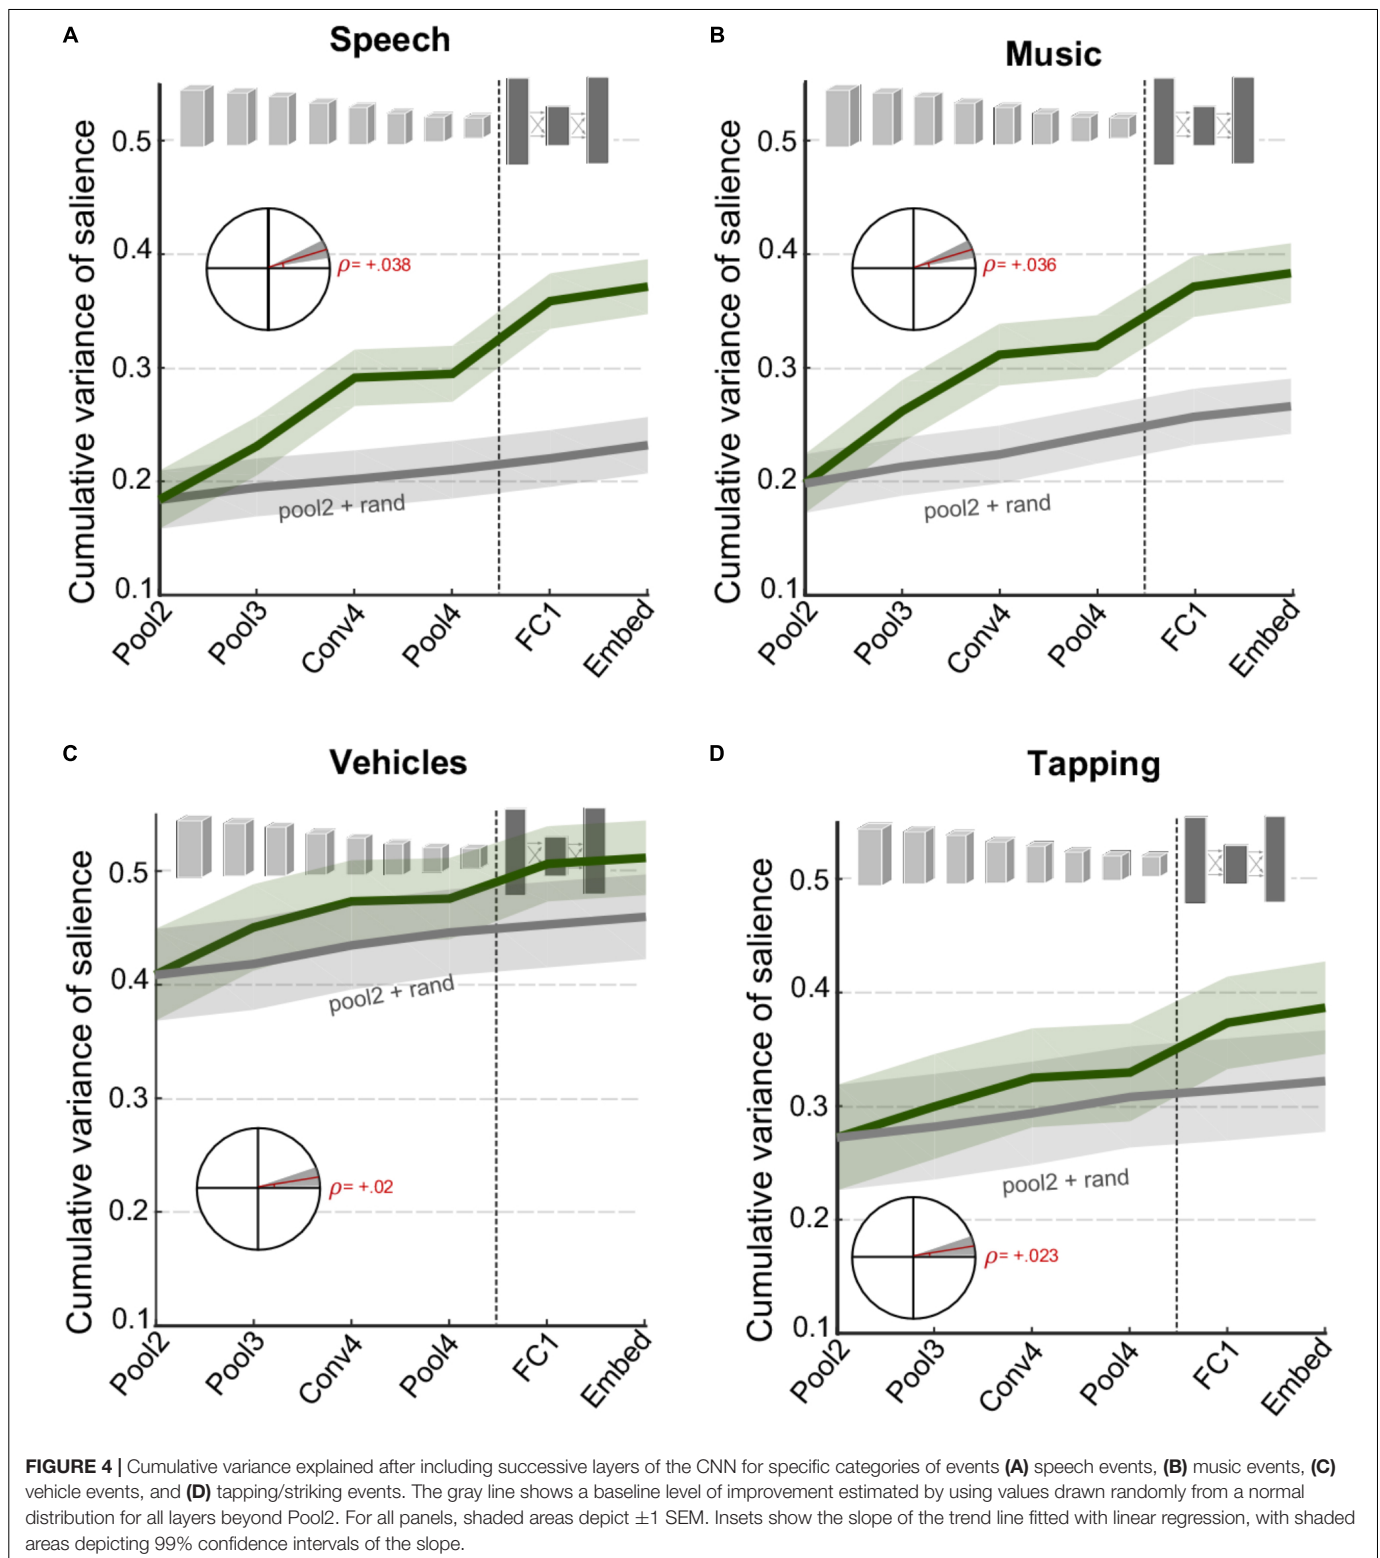 A
Speech
Cumulative variance of salience
0.5
0.4
0.3
0.2
0.1
ρ= +.038
pool2 + rand
Pool2
Pool3
Conv4
Pool4
FC1
Embed
B
Music
Cumulative variance of salience
0.5
0.4
0.3
0.2
0.1
ρ= +.036
pool2 + rand
Pool2
Pool3
Conv4
Pool4
FC1
Embed
C
Vehicles
Cumulative variance of salience
0.5
0.4
0.3
0.2
0.1
pool2 + rand
ρ= +.02
Pool2
Pool3
Conv4
Pool4
FC1
Embed
D
Tapping
Cumulative variance of salience
0.5
0.4
0.3
0.2
0.1
pool2 + rand
ρ= +.023
Pool2
Pool3
Conv4
Pool4
FC1
Embed
FIGURE 4 | Cumulative variance explained after including successive layers of the CNN for specific categories of events (A) speech events, (B) music events, (C)
vehicle events, and (D) tapping/striking events. The gray line shows a baseline level of improvement estimated by using values drawn randomly from a normal
distribution for all layers beyond Pool2. For all panels, shaded areas depict ±1 SEM. Insets show the slope of the trend line fitted with linear regression, with shaded
areas depicting 99% confidence intervals of the slope.